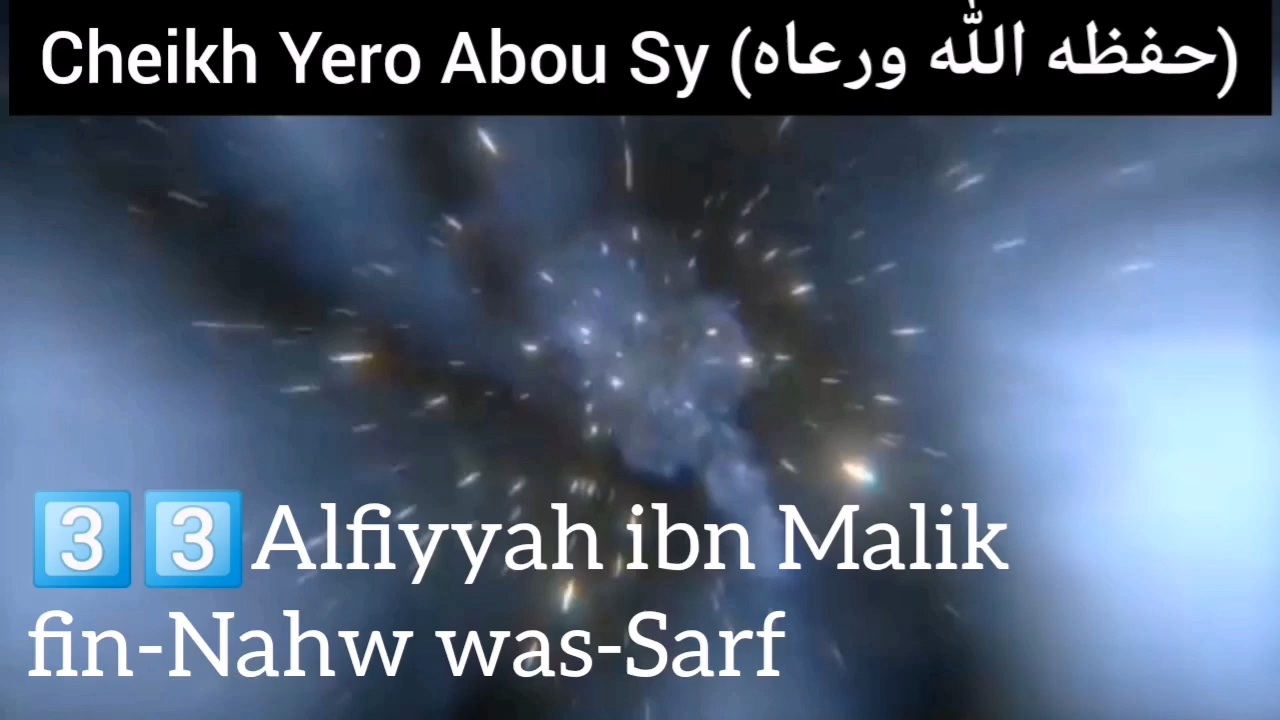 Cheikh Yero Abou Sy (حفظه الله ورعاه)
3️⃣3️⃣Alfiyyah ibn Malik
fin-Nahw was-Sarf